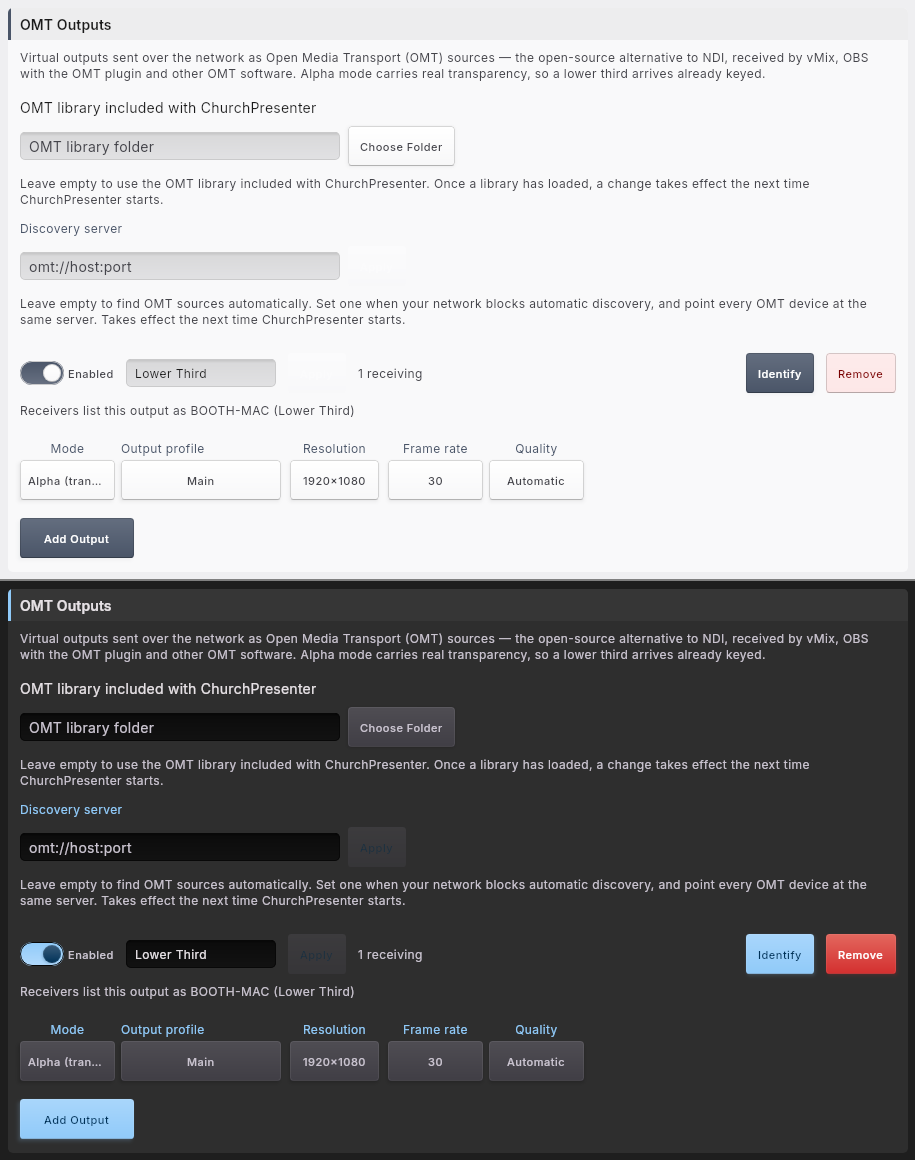 OMT Outputs
Virtual outputs sent over the network as Open Media Transport (OMT) sources — the open-source alternative to NDI, received by vMix, OBS
with the OMT plugin and other OMT software. Alpha mode carries real transparency, so a lower third arrives already keyed.
OMT library included with ChurchPresenter
OMT library folder Choose Folder
Leave empty to use the OMT library included with ChurchPresenter. Once a library has loaded, a change takes effect the next time
ChurchPresenter starts.
Discovery server
omt://host:port
Leave empty to find OMT sources automatically. Set one when your network blocks automatic discovery, and point every OMT device at the
same server. Takes effect the next time ChurchPresenter starts.
Enabled Lower Third 1 receiving Identify Remove
Receivers list this output as BOOTH-MAC (Lower Third)
Mode Output profile Resolution Frame rate Quality
Alpha (tran... Main 1920×1080 30 Automatic
Add Output
OMT Outputs
Virtual outputs sent over the network as Open Media Transport (OMT) sources — the open-source alternative to NDI, received by vMix, OBS
with the OMT plugin and other OMT software. Alpha mode carries real transparency, so a lower third arrives already keyed.
OMT library included with ChurchPresenter
OMT library folder Choose Folder
Leave empty to use the OMT library included with ChurchPresenter. Once a library has loaded, a change takes effect the next time
ChurchPresenter starts.
Discovery server
omt://host:port Apply
Leave empty to find OMT sources automatically. Set one when your network blocks automatic discovery, and point every OMT device at the
same server. Takes effect the next time ChurchPresenter starts.
Enabled Lower Third Apply 1 receiving Identify Remove
Receivers list this output as BOOTH-MAC (Lower Third)
Mode Output profile Resolution Frame rate Quality
Alpha (tran... Main 1920×1080 30 Automatic
Add Output